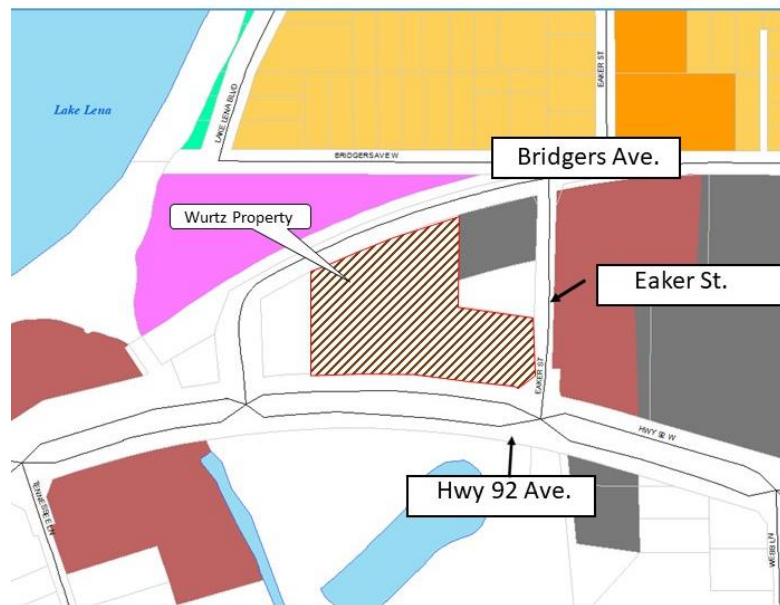 Lake Lena
LAKE LENA BLVD
EAKER ST
BRIDGERS AVE W
Bridgers Ave.
Wurtz Property
Eaker St.
EAKER ST
HWY 92 W
Hwy 92 Ave.
TENNESSEE LN
WEBB LN